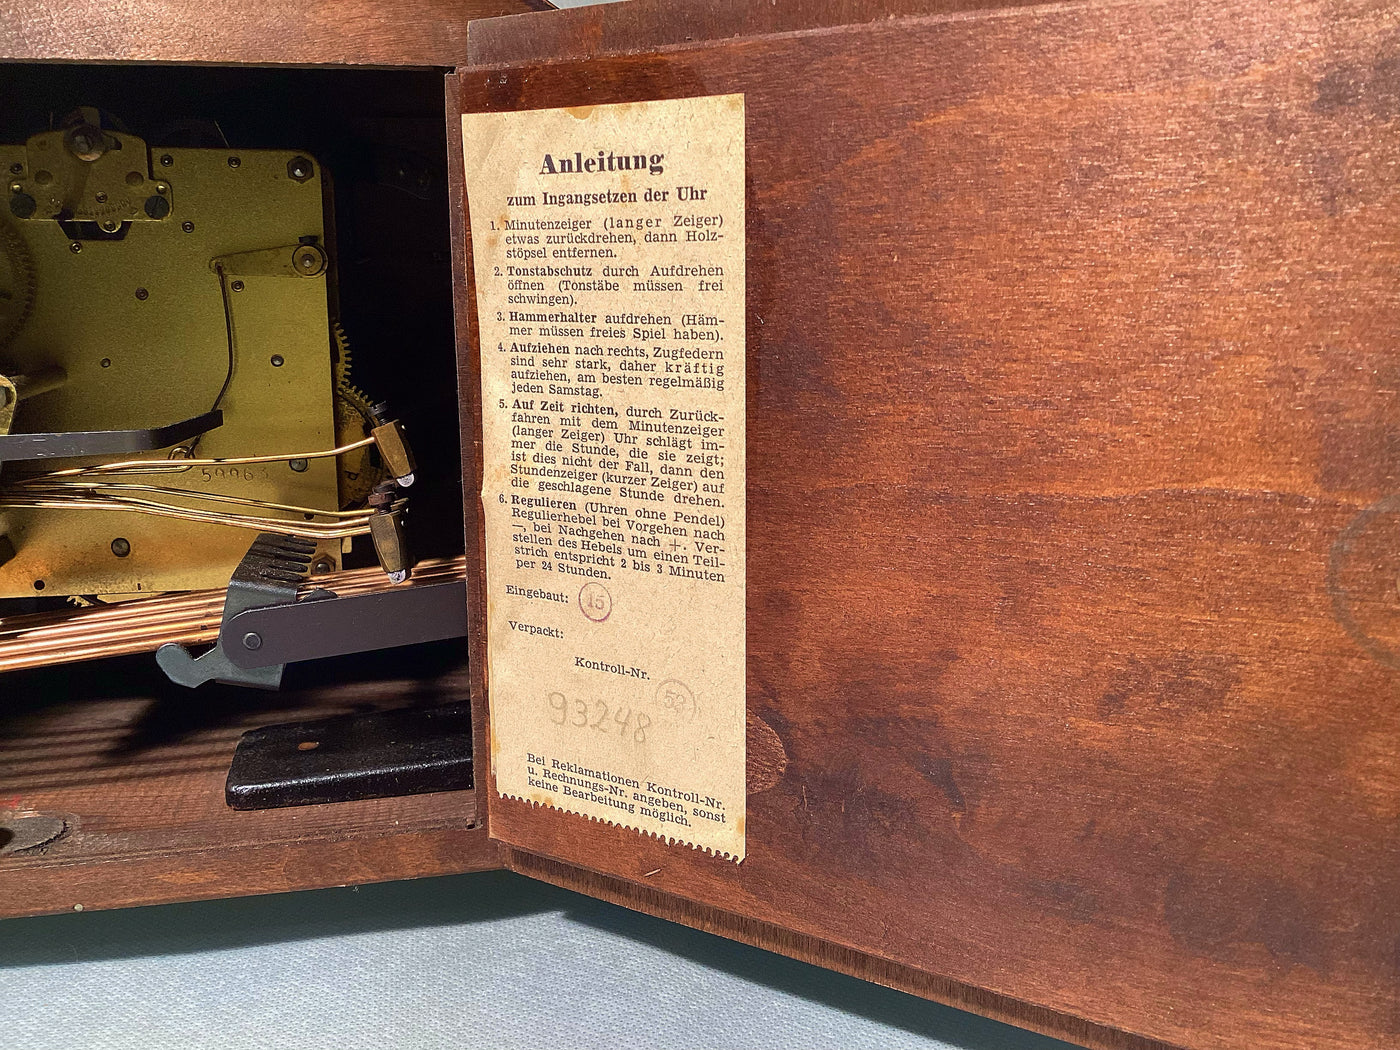 Anleitung
zum Ingangsetzen der Uhr
1. Minutenzeiger (langer Zeiger)
etwas zurückdrehen, dann Holz-
stöpsel entfernen.
2. Tonstabschutz durch Aufdrehen
öffnen (Tonstäbe müssen frei
schwingen).
3. Hammerhalter aufdrehen (Häm-
mer müssen freies Spiel haben).
4. Aufziehen nach rechts, Zugfedern
sind sehr stark, daher kräftig
aufziehen, am besten regelmäßig
jeden Samstag.
5. Auf Zeit richten, durch Zurück-
fahren mit dem Minutenzeiger
(langer Zeiger) Uhr schlägt im-
mer die Stunde, die sie zeigt;
ist dies nicht der Fall, dann den
Stundenzeiger (kurzer Zeiger) auf
die geschlagene Stunde drehen.
6. Regulieren (Uhren ohne Pendel)
Regulierhebel bei Vorgehen nach
—, bei Nachgehen nach +. Ver-
stellen des Hebels um einen Teil-
strich entspricht 2 bis 3 Minuten
per 24 Stunden.
Eingebaut: 15
Verpackt:
Kontroll-Nr.
53
93248
Bei Reklamationen Kontroll-Nr.
u. Rechnungs-Nr. angeben, sonst
keine Bearbeitung möglich.